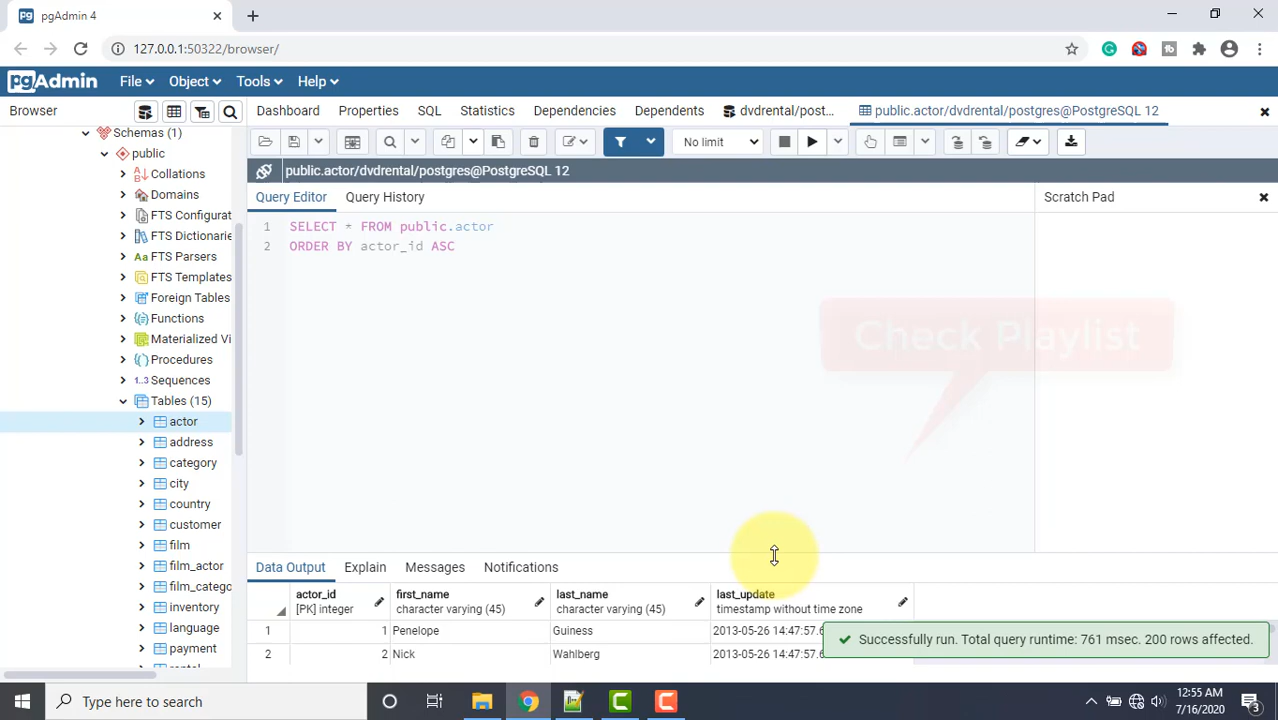 pgAdmin 4
127.0.0.1:50322/browser/
pgAdmin File Object Tools Help
Browser Dashboard Properties SQL Statistics Dependencies Dependents dvdrental/post... public.actor/dvdrental/postgres@PostgreSQL 12
No limit
public.actor/dvdrental/postgres@PostgreSQL 12
Query Editor Query History Scratch Pad
1 SELECT * FROM public.actor
2 ORDER BY actor_id ASC
Schemas (1)
public
Collations
Domains
FTS Configurat
FTS Dictionarie
Aa FTS Parsers
FTS Templates
Foreign Tables
Functions
Materialized Vi
Procedures
1..3 Sequences
Tables (15)
actor
address
category
city
country
customer
film
film_actor
film_catego
inventory
language
payment
rental
Check Playlist
Data Output Explain Messages Notifications
actor_id first_name last_name last_update
[PK] integer character varying (45) character varying (45) timestamp without time zone
1 1 Penelope Guiness 2013-05-26 14:47:57.6
2 2 Nick Wahlberg 2013-05-26 14:47:57.6
Successfully run. Total query runtime: 761 msec. 200 rows affected.
Type here to search
12:55 AM
7/16/2020
3